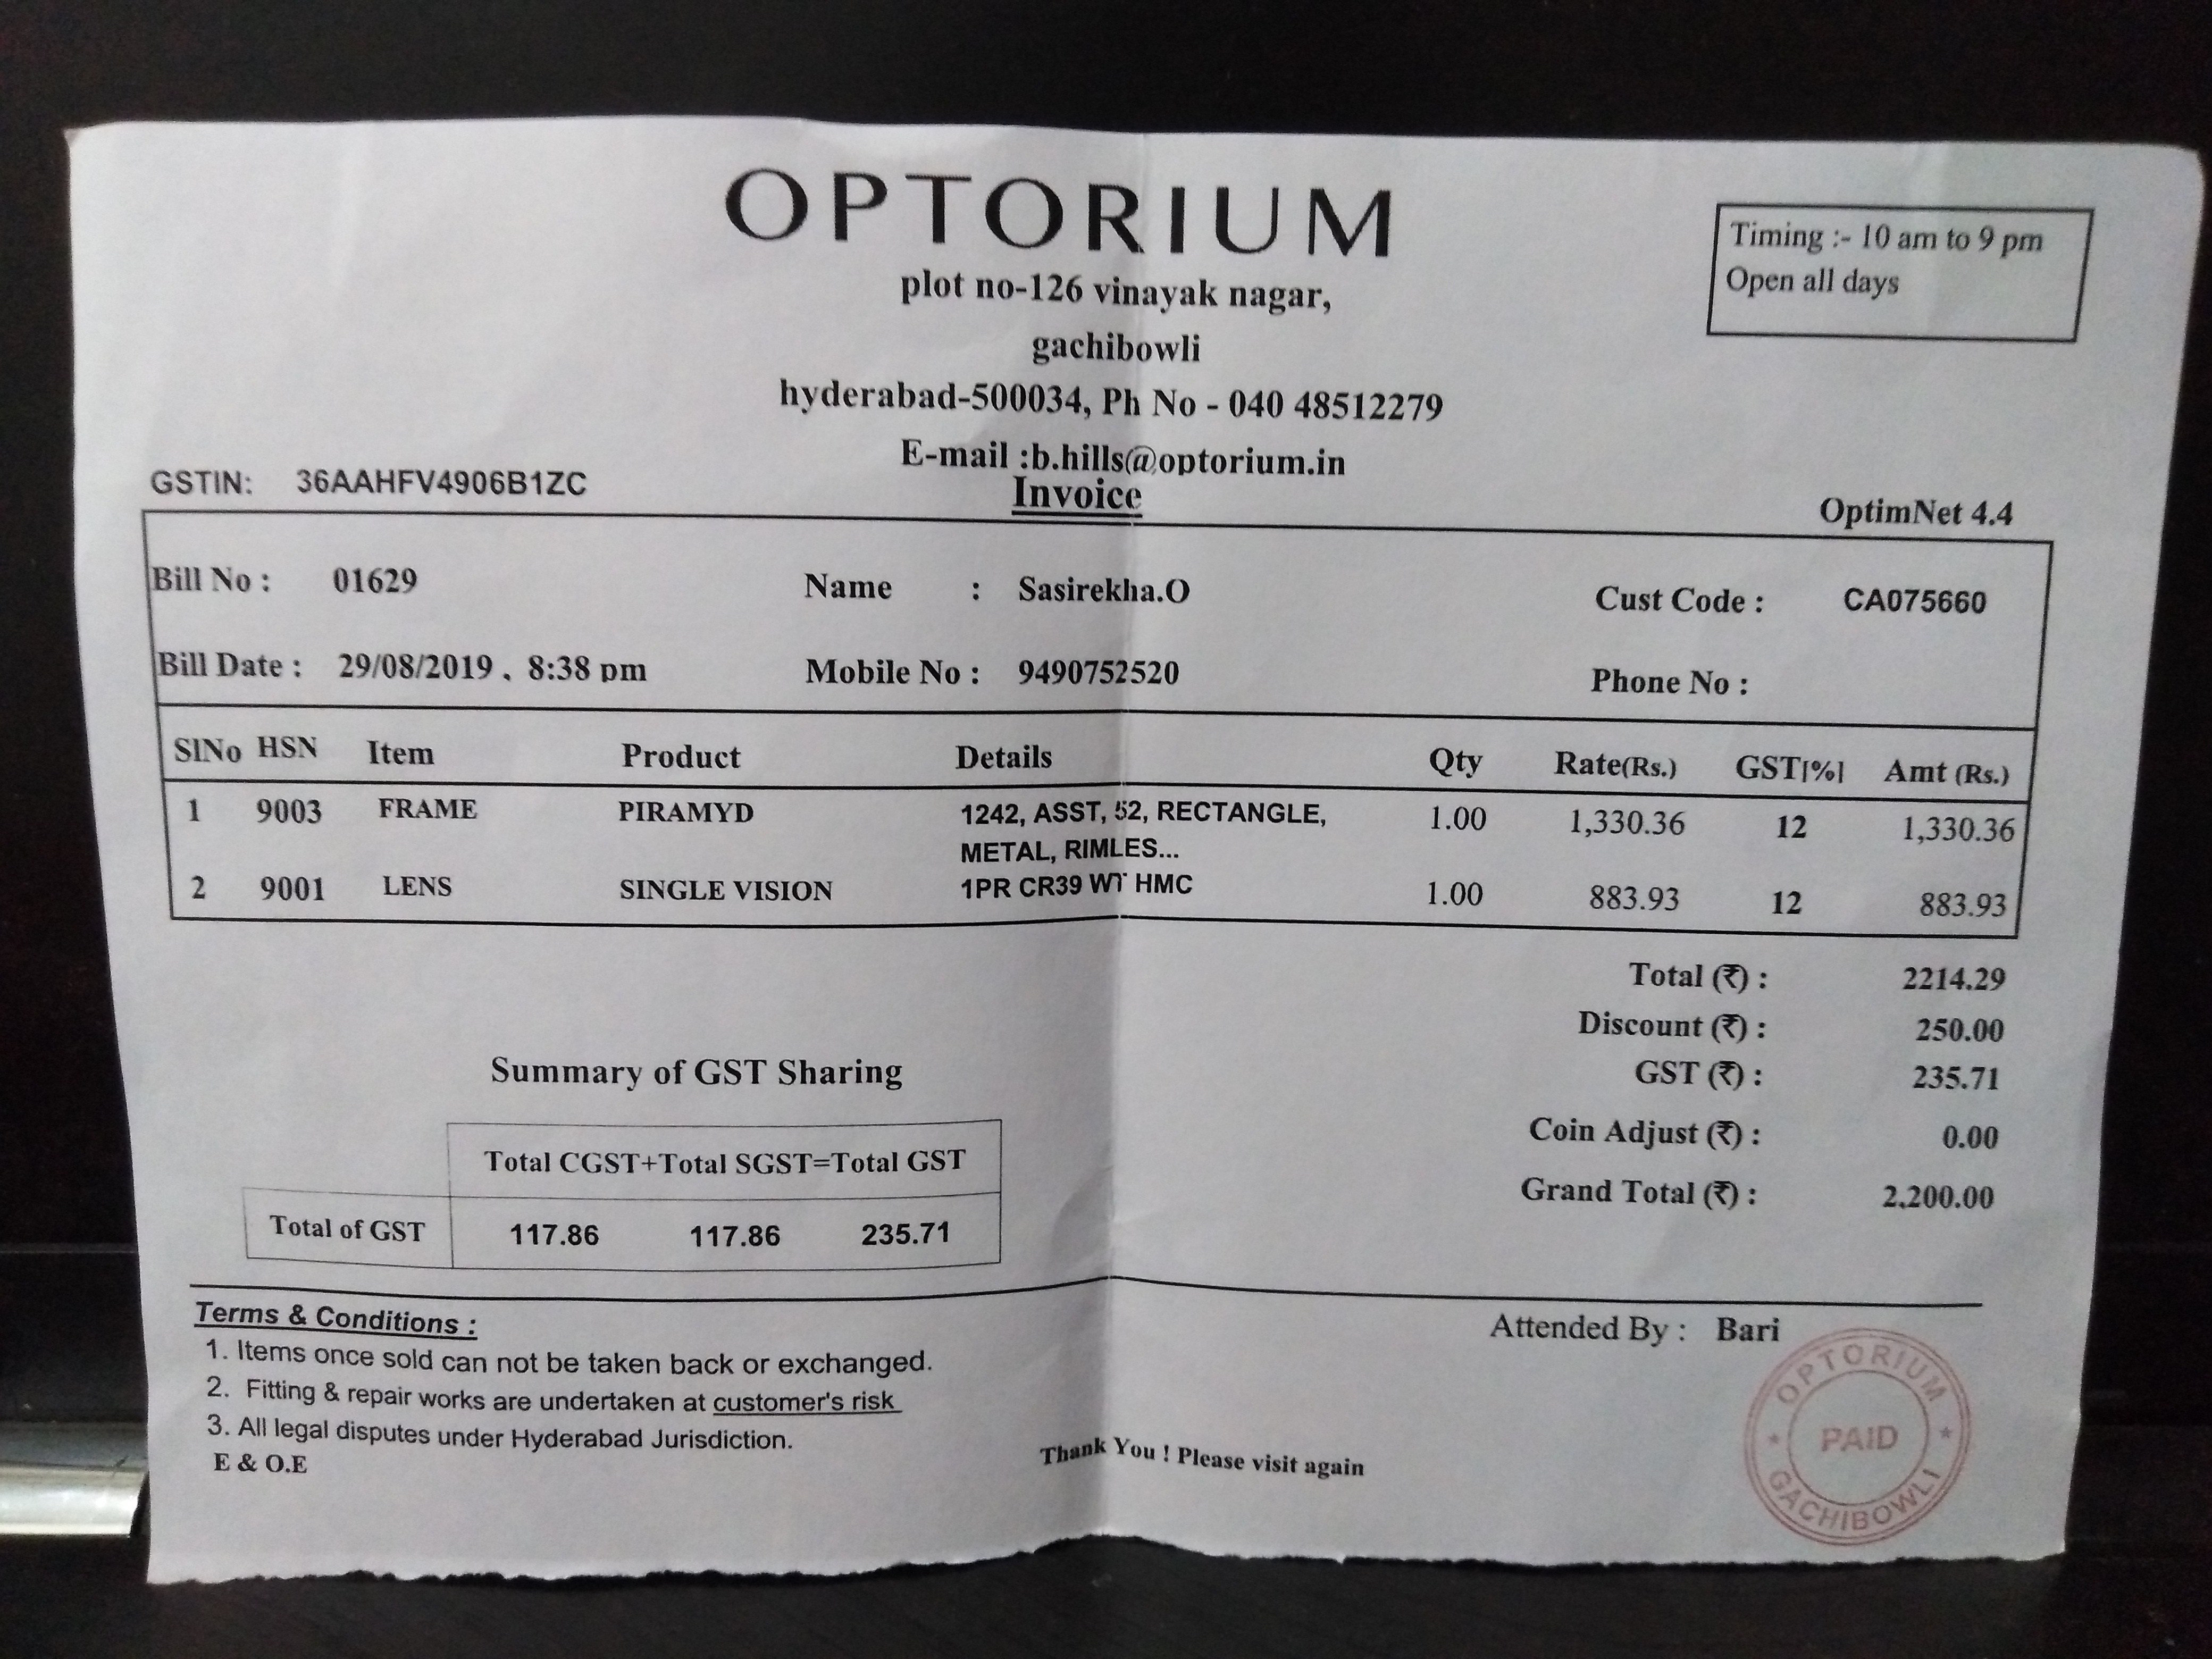 OPTORIUM
Timing :- 10 am to 9 pm
Open all days
plot no-126 vinayak nagar,
gachibowli
hyderabad-500034, Ph No - 040 48512279
E-mail :b.hills@optorium.in
GSTIN: 36AAHFV4906B1ZC
Invoice
OptimNet 4.4
Bill No : 01629 Name : Sasirekha.O Cust Code : CA075660
Bill Date : 29/08/2019 , 8:38 pm Mobile No : 9490752520 Phone No :
SlNo HSN Item Product Details Qty Rate(Rs.) GST[%] Amt (Rs.)
1 9003 FRAME PIRAMYD 1242, ASST, 52, RECTANGLE, 1.00 1,330.36 12 1,330.36
METAL, RIMLES...
2 9001 LENS SINGLE VISION 1PR CR39 WT HMC 1.00 883.93 12 883.93
Total (₹) : 2214.29
Discount (₹) : 250.00
GST (₹) : 235.71
Coin Adjust (₹) : 0.00
Grand Total (₹) : 2,200.00
Summary of GST Sharing
Total CGST+Total SGST=Total GST
Total of GST 117.86 117.86 235.71
Terms & Conditions :
1. Items once sold can not be taken back or exchanged.
2. Fitting & repair works are undertaken at customer's risk
3. All legal disputes under Hyderabad Jurisdiction.
E & O.E
Thank You ! Please visit again
Attended By : Bari
OPTORIUM
PAID
GACHIBOWLI